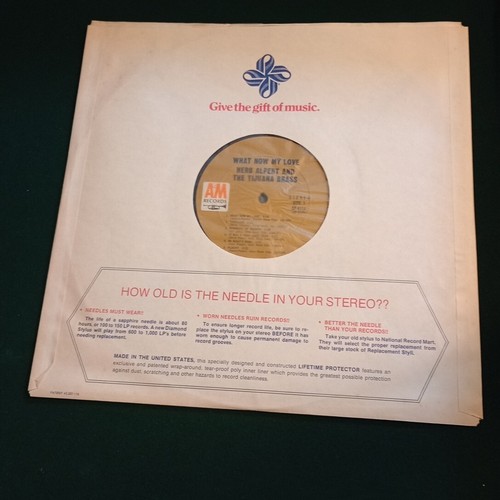 Give the gift of music.
WHAT NOW MY LOVE
HERB ALPERT AND
THE TIJUANA BRASS
AM
RECORDS
STEREO
HOW OLD IS THE NEEDLE IN YOUR STEREO??
• NEEDLES MUST WEAR!
The life of a sapphire needle is about 80
hours, or 100 to 100 LP records. A new Diamond
Stylus will play from 800 to 1,000 LP's before
needing replacement.
• WORN NEEDLES RUIN RECORDS!
To ensure longer record life, be sure to re-
place the stylus on your stereo BEFORE it has
worn enough to cause permanent damage to
record grooves.
• BETTER THE NEEDLE
THAN YOUR RECORDS!
Take your old stylus to National Record Mart.
They will select the proper replacement from
their large stock of Replacement Styli.
MADE IN THE UNITED STATES, this specially designed and constructed LIFETIME PROTECTOR features an
exclusive and patented wrap-around, tear-proof poly inner liner which provides the greatest possible protection
against dust, scratching and other hazards to record cleanliness.